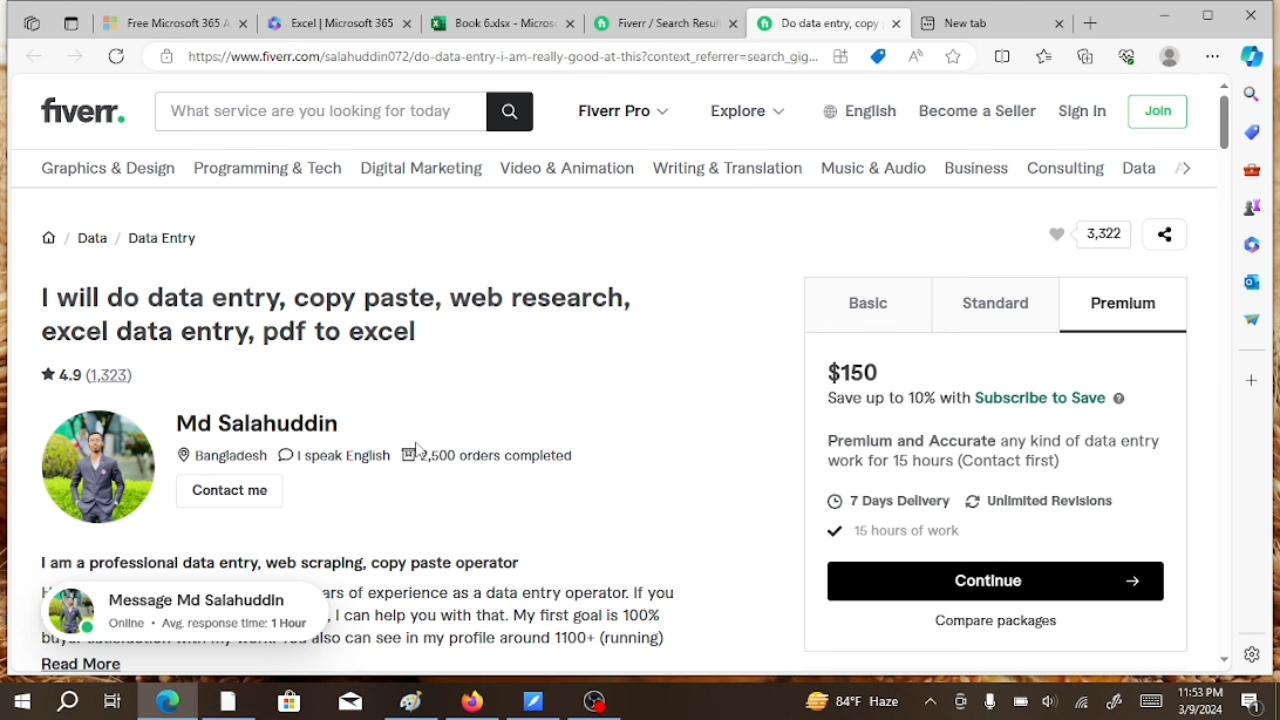 Free Microsoft 365 A
Excel | Microsoft 365
Book 6.xlsx - Micros
Fiverr / Search Resul
Do data entry, copy
New tab
https://www.fiverr.com/salahuddin072/do-data-entry-i-am-really-good-at-this?context_referrer=search_gig...
fiverr.
What service are you looking for today
Fiverr Pro
Explore
English
Become a Seller
Sign In
Join
Graphics & Design
Programming & Tech
Digital Marketing
Video & Animation
Writing & Translation
Music & Audio
Business
Consulting
Data
/ Data / Data Entry
3,322
I will do data entry, copy paste, web research,
excel data entry, pdf to excel
4.9 (1,323)
Md Salahuddin
Bangladesh
I speak English
2,500 orders completed
Contact me
I am a professional data entry, web scraping, copy paste operator
ars of experience as a data entry operator. If you
, I can help you with that. My first goal is 100%
also can see in my profile around 1100+ (running)
Read More
Message Md Salahuddin
Online • Avg. response time: 1 Hour
Basic
Standard
Premium
$150
Save up to 10% with Subscribe to Save
Premium and Accurate any kind of data entry
work for 15 hours (Contact first)
7 Days Delivery
Unlimited Revisions
15 hours of work
Continue
Compare packages
84°F Haze
11:53 PM
3/9/2024
1